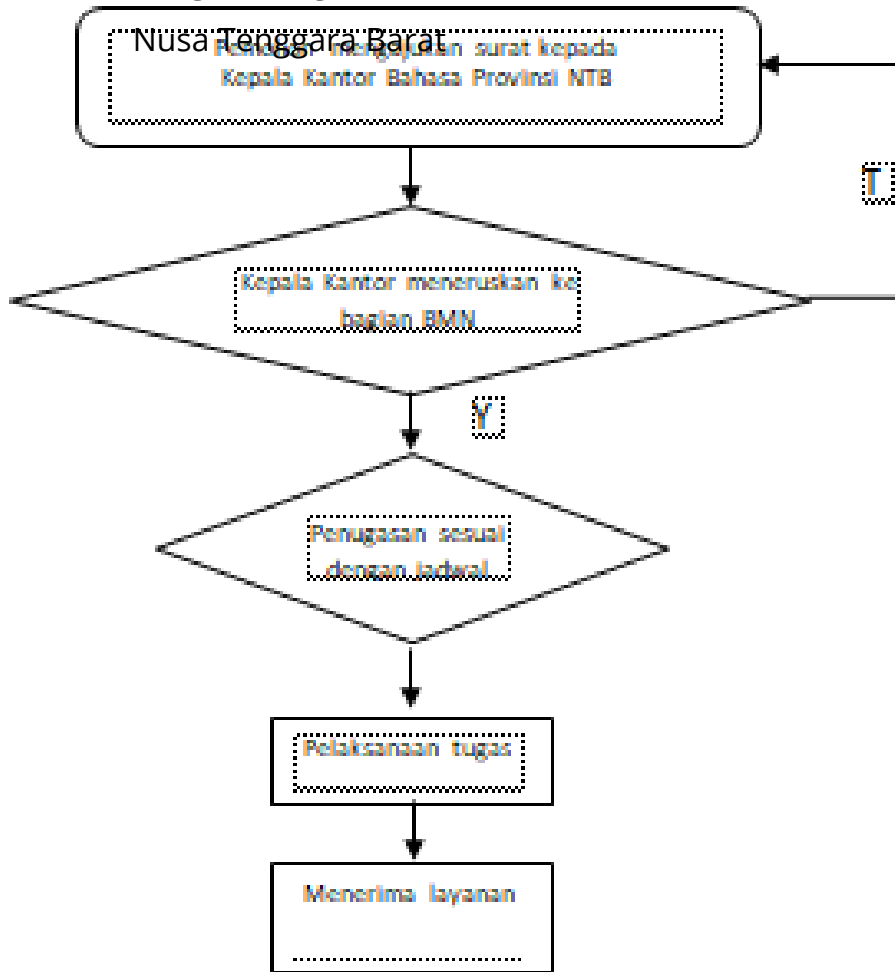 Nusa Tenggara Barat
mengajukan surat kepada
Kepala Kantor Bahasa Provinsi NTB
T
Kepala Kantor meneruskan ke
bagian BMN
Y
Penugasan sesuai
dengan jadwal
Pelaksanaan tugas
Menerima layanan